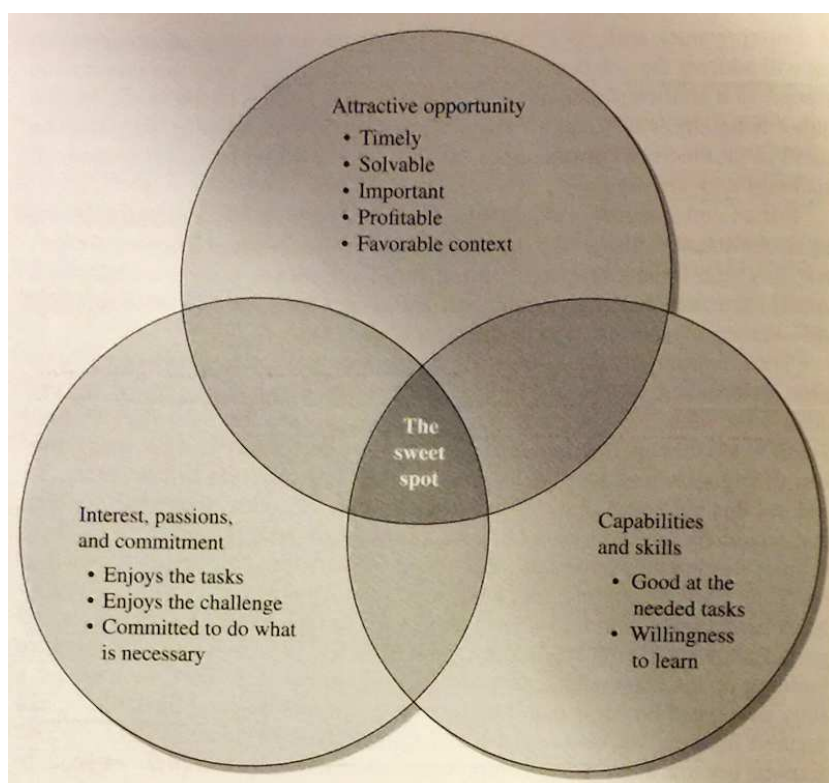 Attractive opportunity
• Timely
• Solvable
• Important
• Profitable
• Favorable context
The
sweet
spot
Interest, passions,
and commitment
• Enjoys the tasks
• Enjoys the challenge
• Committed to do what
is necessary
Capabilities
and skills
• Good at the
needed tasks
• Willingness
to learn